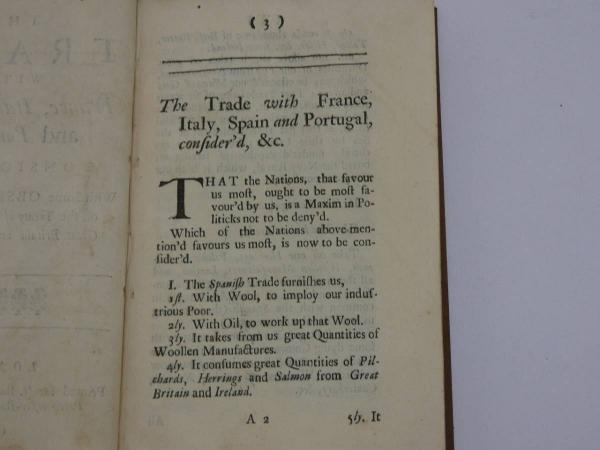 ( 3 )
The Trade with France,
Italy, Spain and Portugal,
conſider'd, &c.
THAT the Nations, that favour
us moſt, ought to be moſt fa-
vour'd by us, is a Maxim in Po-
liticks not to be deny'd.
Which of the Nations above-men-
tion'd favours us moſt, is now to be con-
ſider'd.
I. The Spaniſh Trade furniſhes us,
1ſt. With Wool, to imploy our induſ-
trious Poor.
2ly. With Oil, to work up that Wool.
3ly. It takes from us great Quantities of
Woollen Manufactures.
4ly. It conſumes great Quantities of Pil-
chards, Herrings and Salmon from Great
Britain and Ireland.
A 2 5ly. It